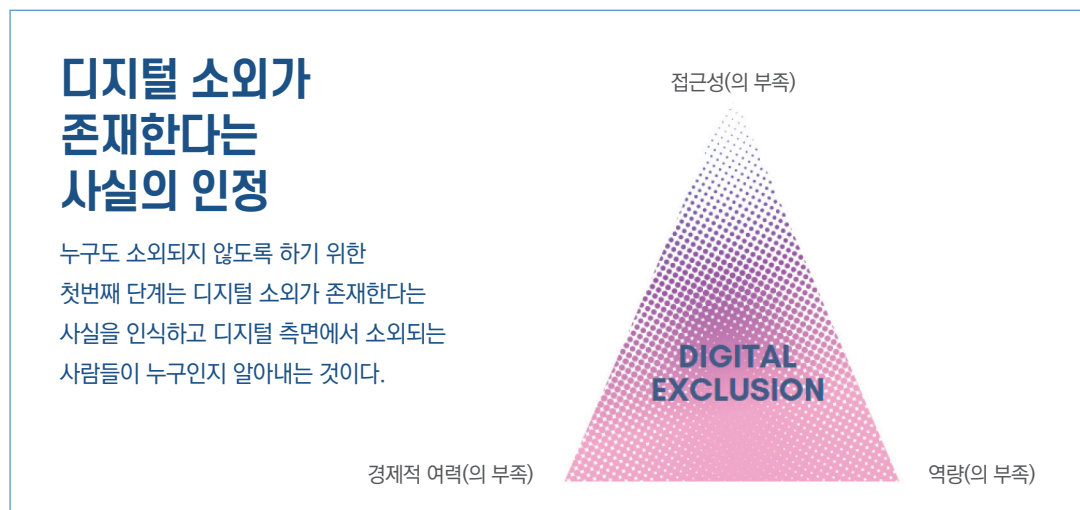 디지털 소외가
존재한다는
사실의 인정
누구도 소외되지 않도록 하기 위한
첫번째 단계는 디지털 소외가 존재한다는
사실을 인식하고 디지털 측면에서 소외되는
사람들이 누구인지 알아내는 것이다.
접근성(의 부족)
DIGITAL
EXCLUSION
경제적 여력(의 부족)
역량(의 부족)